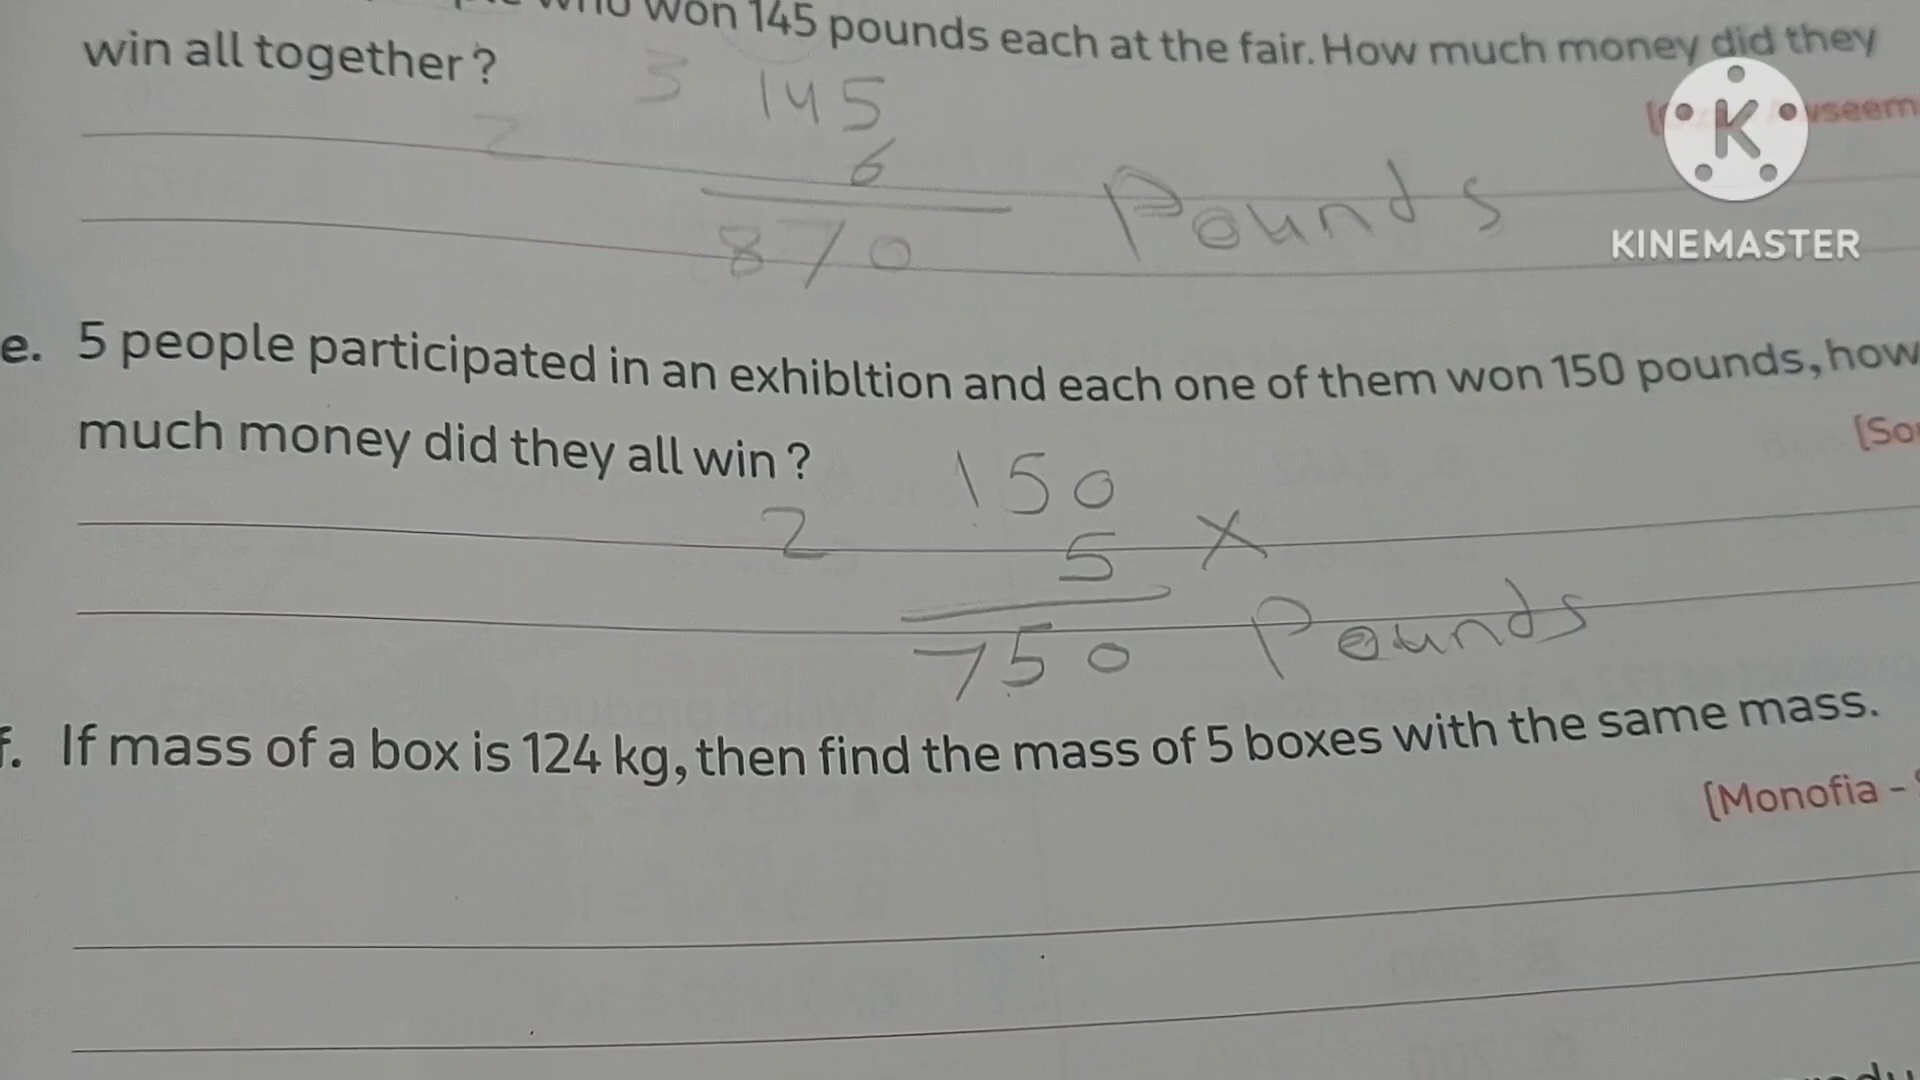 who won 145 pounds each at the fair. How much money did they
win all together?
3 145
2
6
870 Pounds
KINEMASTER
e. 5 people participated in an exhibltion and each one of them won 150 pounds, how
[So
much money did they all win?
150
2
5 ×
750 Pounds
f. If mass of a box is 124 kg, then find the mass of 5 boxes with the same mass.
[Monofia -